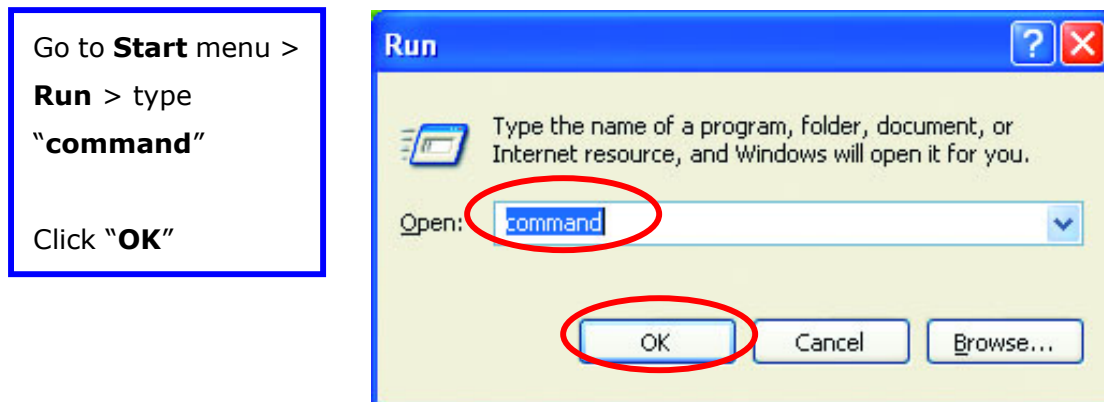 Go to Start menu >
Run > type
“command”
Click “OK”
Run
Type the name of a program, folder, document, or
Internet resource, and Windows will open it for you.
Open: command
OK Cancel Browse...